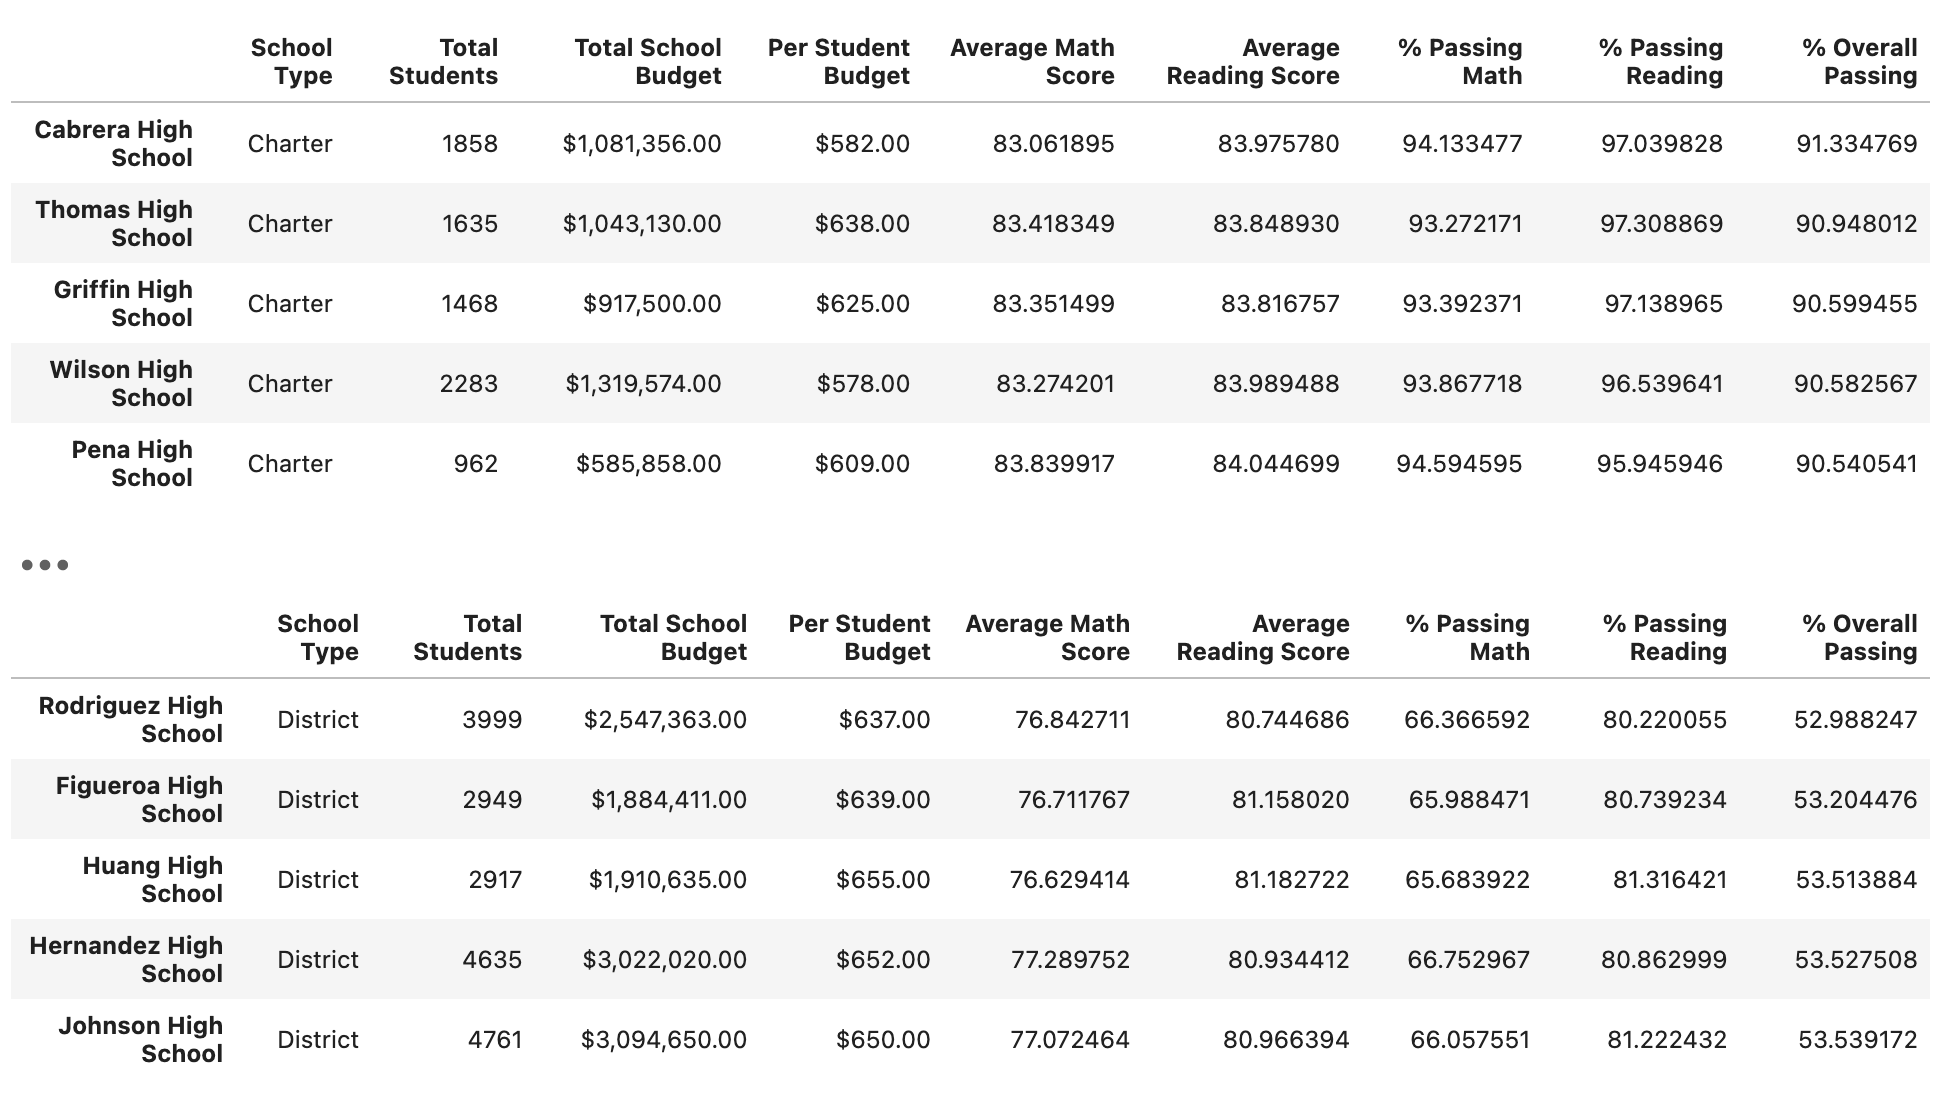 School Type Total Students Total School Budget Per Student Budget Average Math Score Average Reading Score % Passing Math % Passing Reading % Overall Passing
Cabrera High School Charter 1858 $1,081,356.00 $582.00 83.061895 83.975780 94.133477 97.039828 91.334769
Thomas High School Charter 1635 $1,043,130.00 $638.00 83.418349 83.848930 93.272171 97.308869 90.948012
Griffin High School Charter 1468 $917,500.00 $625.00 83.351499 83.816757 93.392371 97.138965 90.599455
Wilson High School Charter 2283 $1,319,574.00 $578.00 83.274201 83.989488 93.867718 96.539641 90.582567
Pena High School Charter 962 $585,858.00 $609.00 83.839917 84.044699 94.594595 95.945946 90.540541
•••
School Type Total Students Total School Budget Per Student Budget Average Math Score Average Reading Score % Passing Math % Passing Reading % Overall Passing
Rodriguez High School District 3999 $2,547,363.00 $637.00 76.842711 80.744686 66.366592 80.220055 52.988247
Figueroa High School District 2949 $1,884,411.00 $639.00 76.711767 81.158020 65.988471 80.739234 53.204476
Huang High School District 2917 $1,910,635.00 $655.00 76.629414 81.182722 65.683922 81.316421 53.513884
Hernandez High School District 4635 $3,022,020.00 $652.00 77.289752 80.934412 66.752967 80.862999 53.527508
Johnson High School District 4761 $3,094,650.00 $650.00 77.072464 80.966394 66.057551 81.222432 53.539172